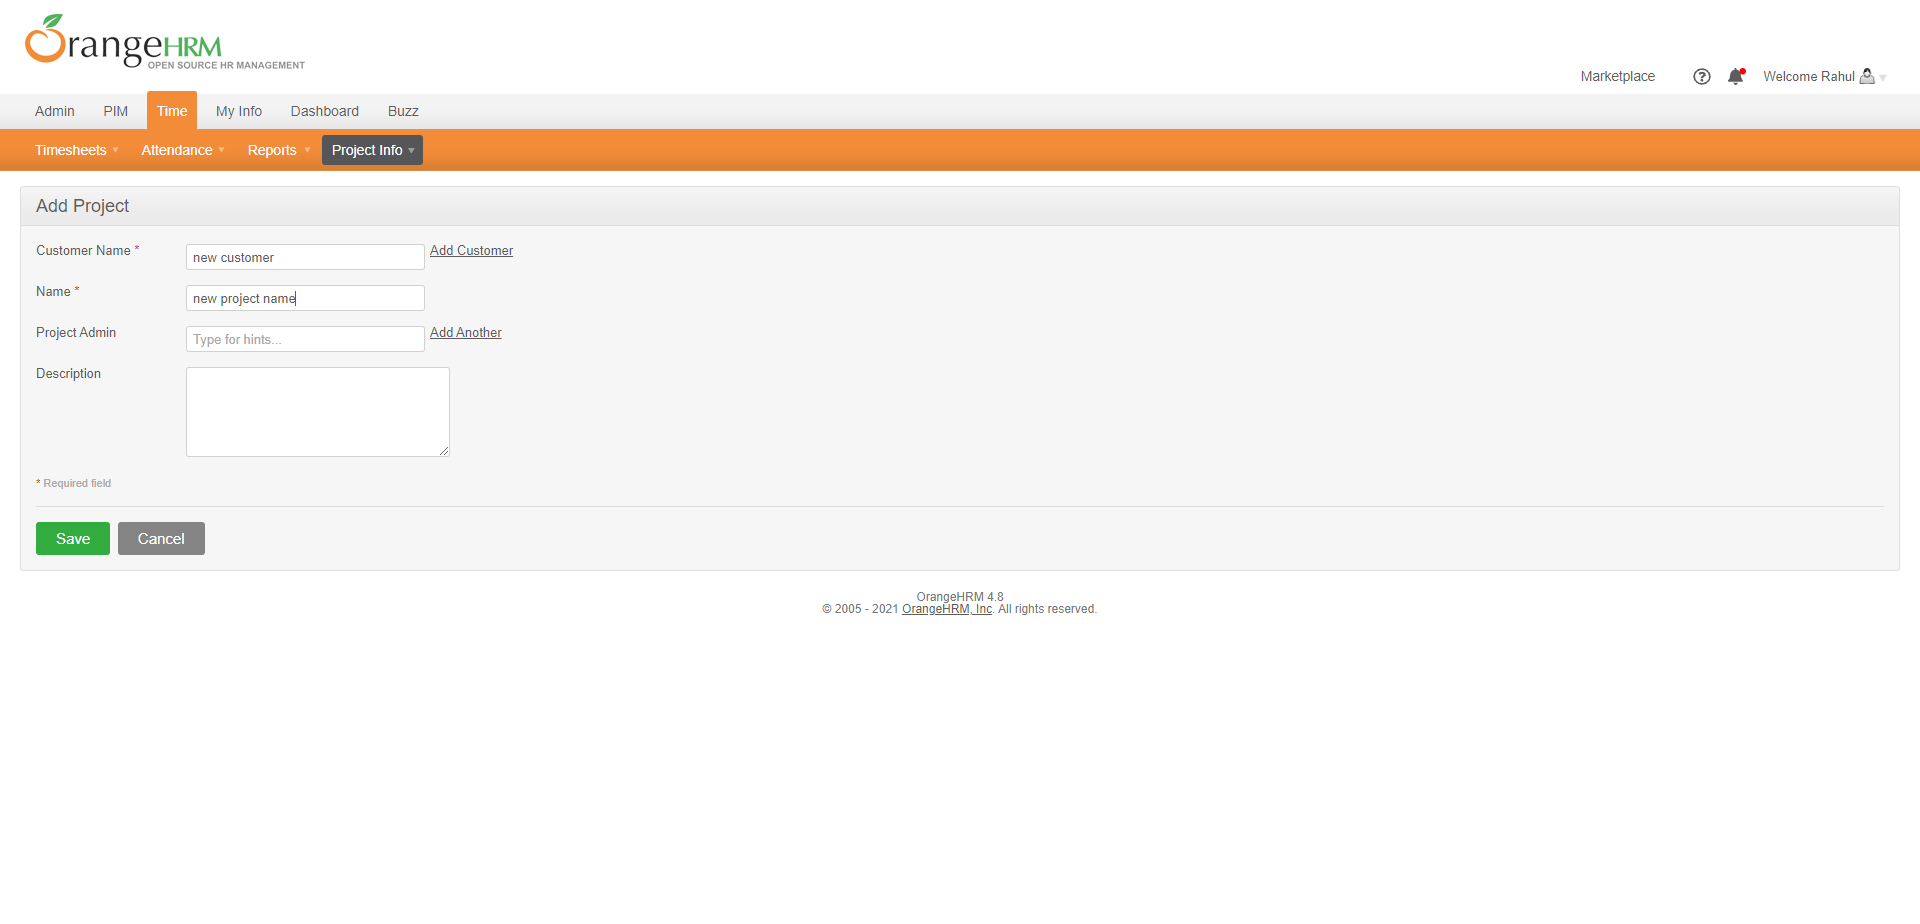 OrangeHRM
OPEN SOURCE HR MANAGEMENT
Marketplace
Welcome Rahul
Admin PIM Time My Info Dashboard Buzz
Timesheets Attendance Reports Project Info
Add Project
Customer Name * new customer Add Customer
Name * new project name
Project Admin Type for hints... Add Another
Description
* Required field
Save Cancel
OrangeHRM 4.8
© 2005 - 2021 OrangeHRM, Inc. All rights reserved.